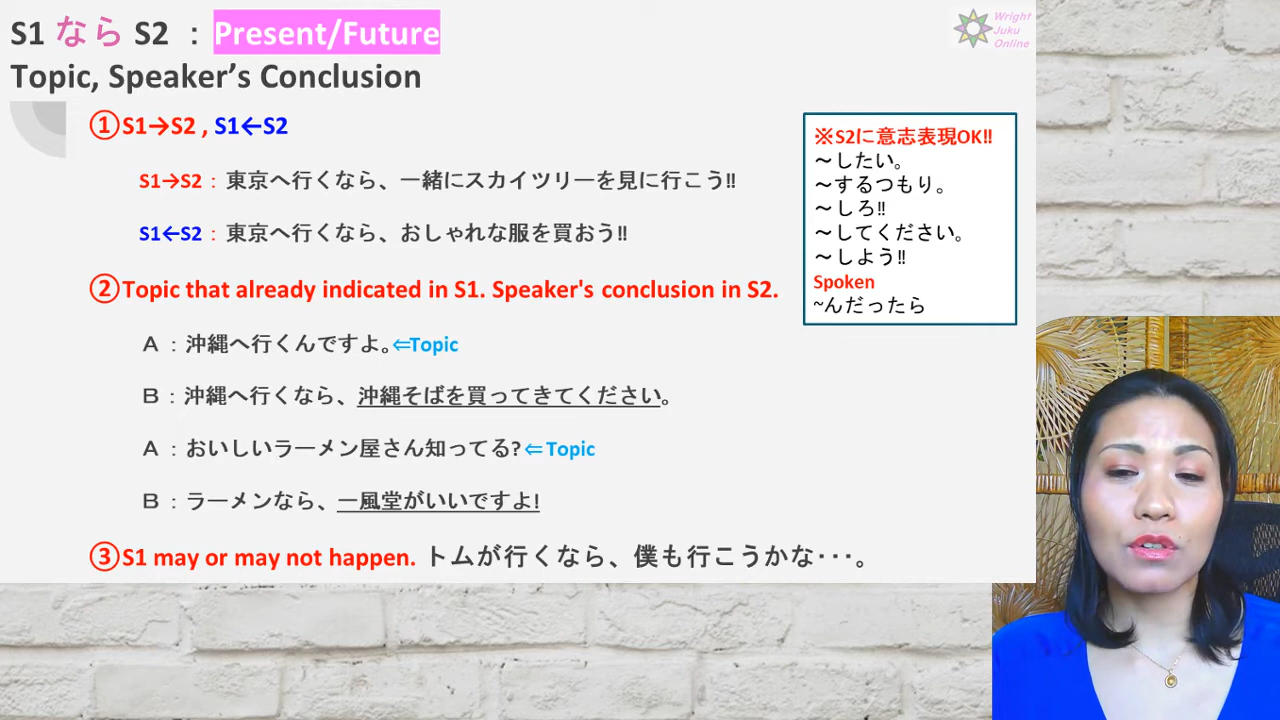 S1 なら S2 : Present/Future
Topic, Speaker's Conclusion
Wright
Juku
Online
①S1→S2 , S1←S2
S1→S2 : 東京へ行くなら、一緒にスカイツリーを見に行こう‼
S1←S2 : 東京へ行くなら、おしゃれな服を買おう‼
②Topic that already indicated in S1. Speaker's conclusion in S2.
A : 沖縄へ行くんですよ。⇐Topic
B : 沖縄へ行くなら、沖縄そばを買ってきてください。
A : おいしいラーメン屋さん知ってる? ⇐ Topic
B : ラーメンなら、一風堂がいいですよ!
③S1 may or may not happen. トムが行くなら、僕も行こうかな･･･。
※S2に意志表現OK‼
～したい。
～するつもり。
～しろ‼
～してください。
～しよう‼
Spoken
~んだったら